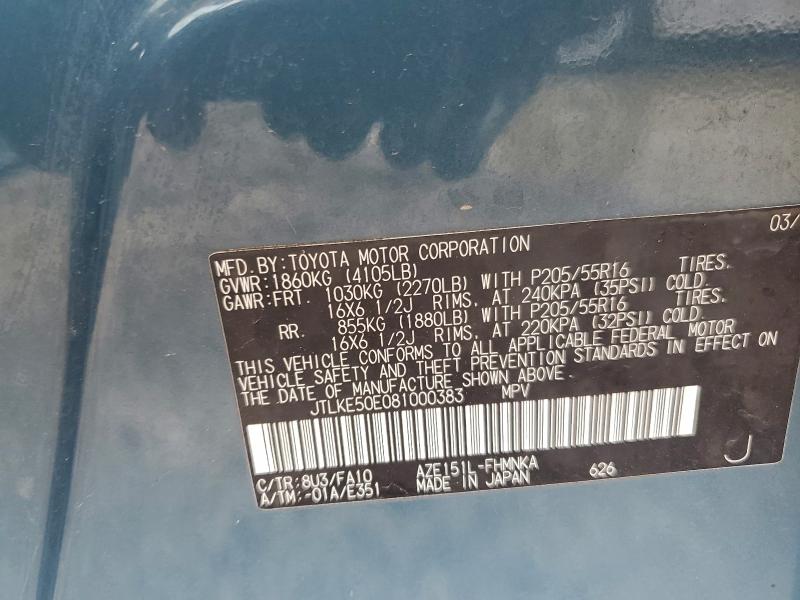 03/
MFD.BY:TOYOTA MOTOR CORPORATION
GVWR:1860KG (4105LB)
GAWR:FRT. 1030KG (2270LB) WITH P205/55R16 TIRES.
16X6 1/2J RIMS. AT 240KPA (35PSI) COLD.
RR. 855KG (1880LB) WITH P205/55R16 TIRES.
16X6 1/2J RIMS. AT 220KPA (32PSI) COLD.
THIS VEHICLE CONFORMS TO ALL APPLICABLE FEDERAL MOTOR
VEHICLE SAFETY AND THEFT PREVENTION STANDARDS IN EFFECT ON
THE DATE OF MANUFACTURE SHOWN ABOVE.
JTLKE50E081000383 MPV
C/TR:8U3/FA10 AZE151L-FHMNKA 626 J
A/TM:-01A/E351 MADE IN JAPAN